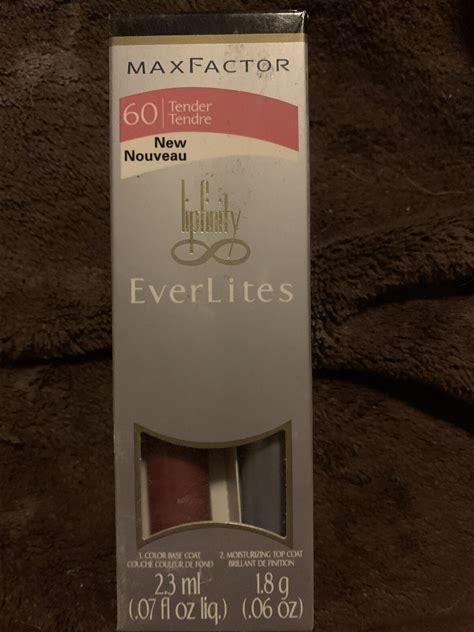 MAXFACTOR
60 Tender
Tendre
New
Nouveau
lipfinity
EverLites
1. COLOR BASE COAT
COUCHE COULEUR DE FOND
2.3 ml
(.07 fl oz liq.)
2. MOISTURIZING TOP COAT
BRILLANT DE FINITION
1.8 g
(.06 oz)